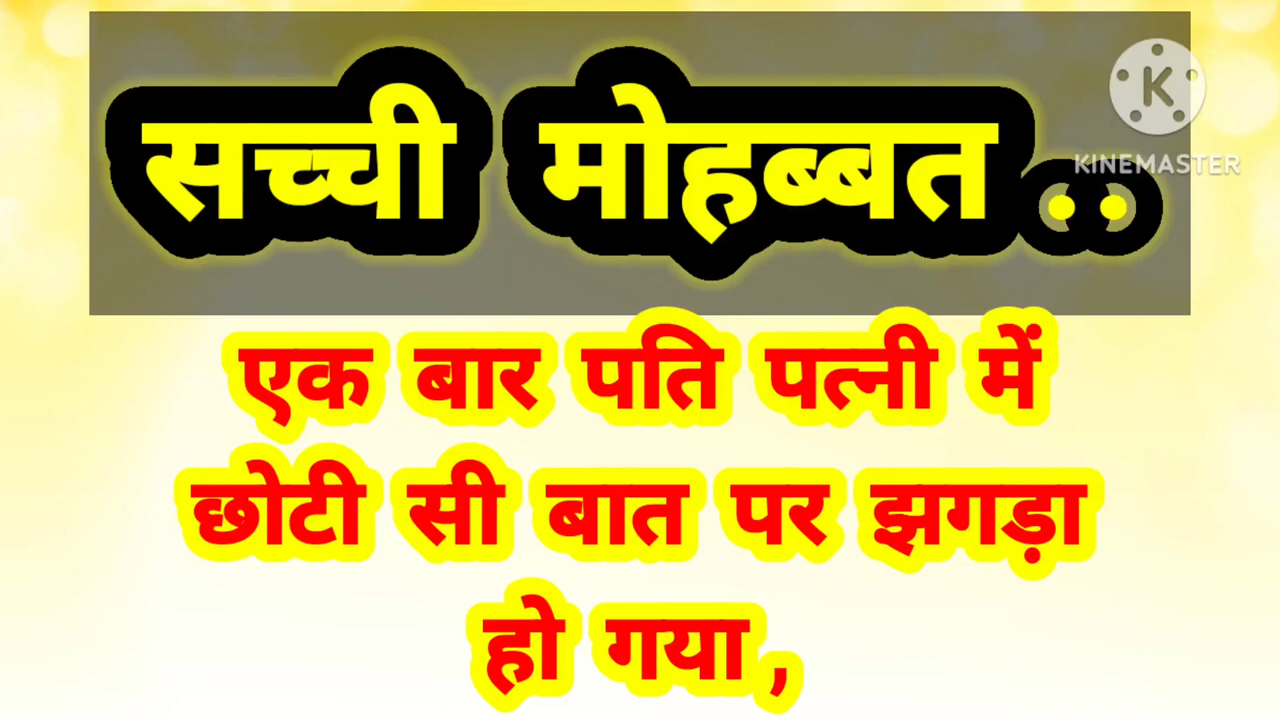 सच्ची मोहब्बत..
K
KINEMASTER
एक बार पति पत्नी में
छोटी सी बात पर झगड़ा
हो गया,